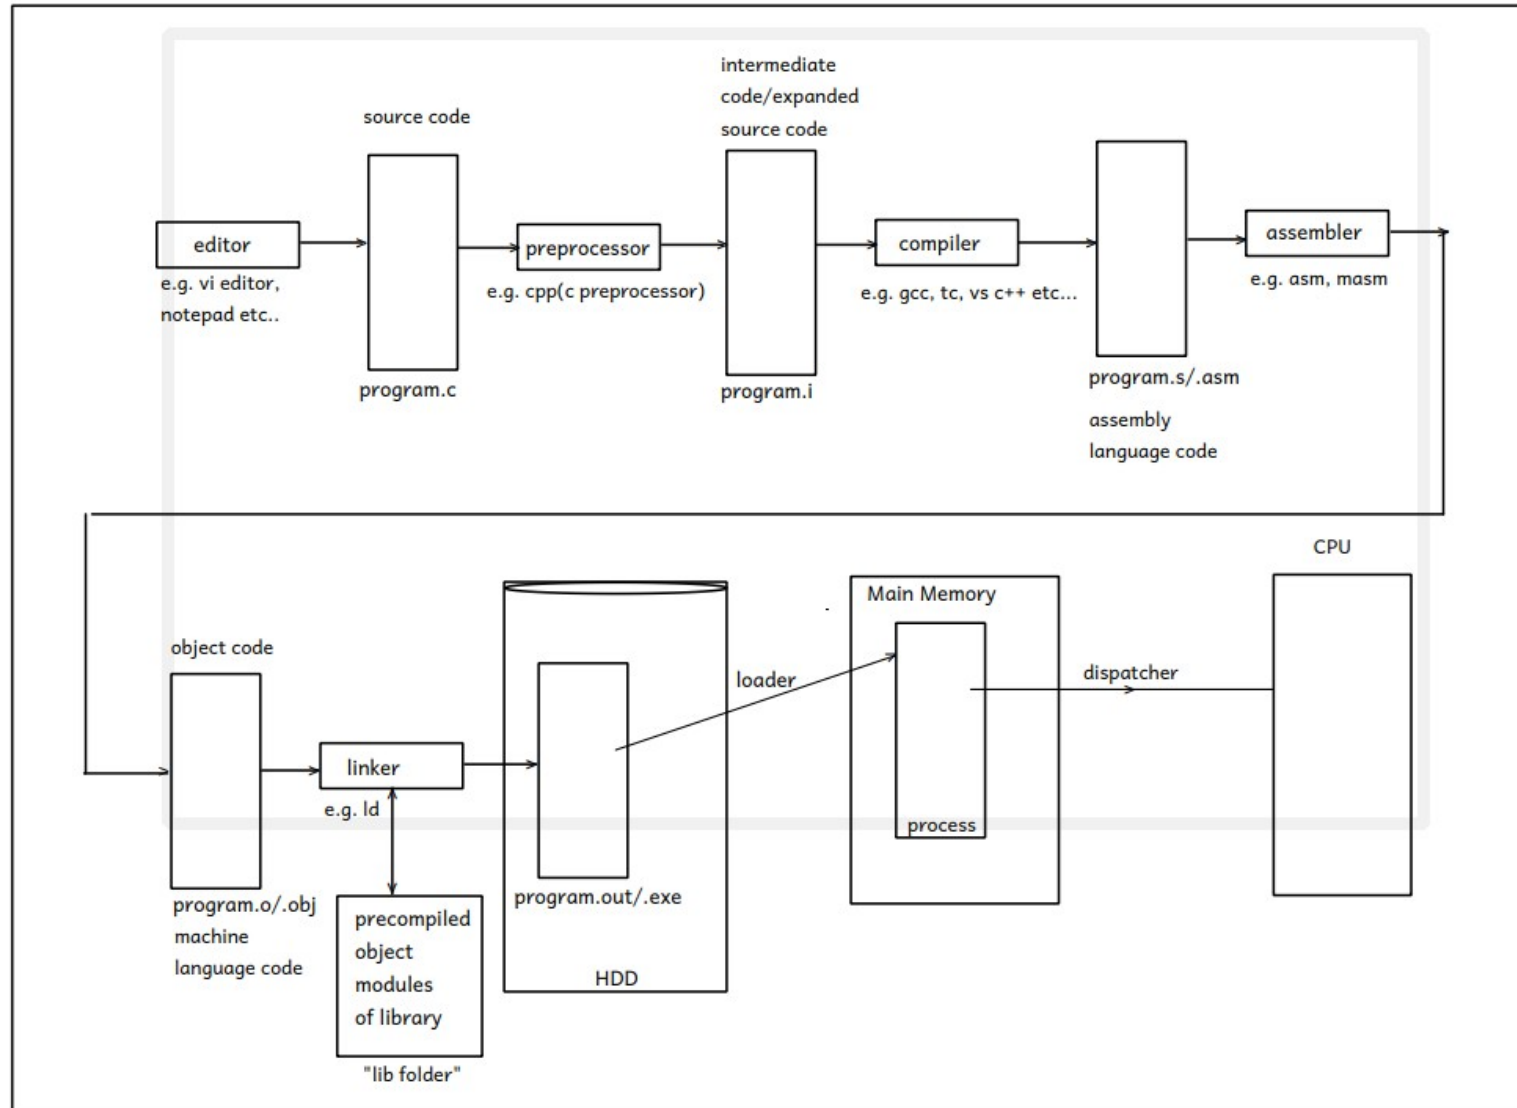 source code
intermediate
code/expanded
source code
editor
e.g. vi editor,
notepad etc..
program.c
preprocessor
e.g. cpp(c preprocessor)
program.i
compiler
e.g. gcc, tc, vs c++ etc...
program.s/.asm
assembly
language code
assembler
e.g. asm, masm
object code
program.o/.obj
machine
language code
linker
e.g. ld
precompiled
object
modules
of library
"lib folder"
program.out/.exe
HDD
loader
Main Memory
process
dispatcher
CPU